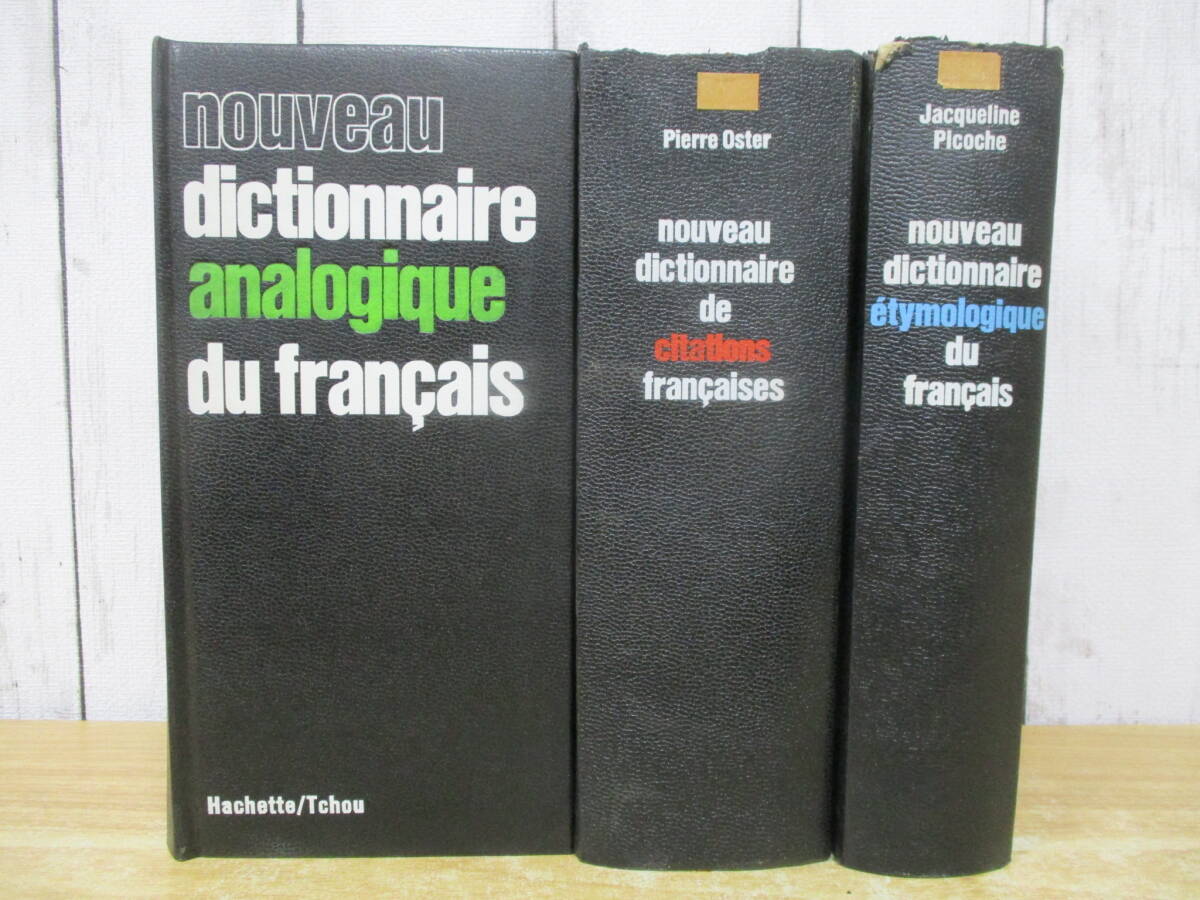 nouveau
dictionnaire
analogique
du français
Hachette/Tchou
Pierre Oster
nouveau
dictionnaire
de
citations
françaises
Jacqueline
Picoche
nouveau
dictionnaire
étymologique
du
français